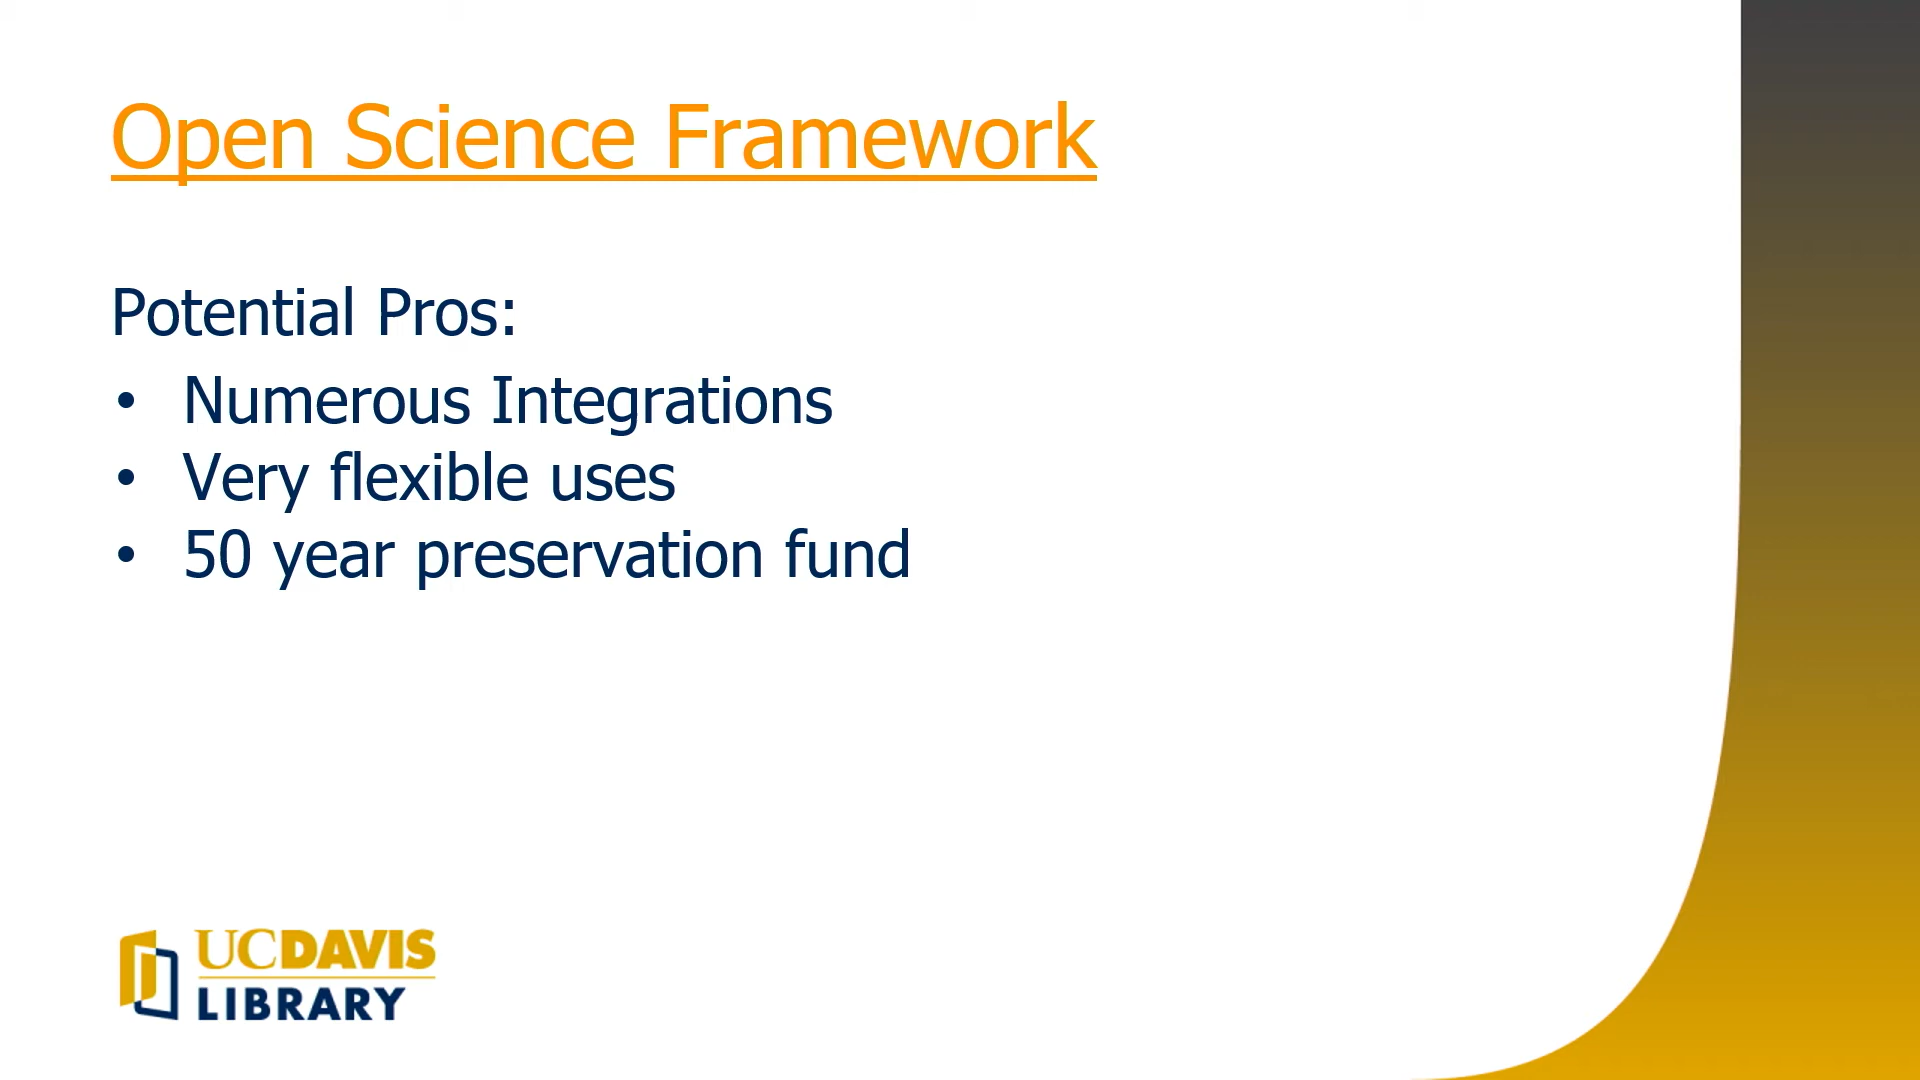 Open Science Framework
Potential Pros:
• Numerous Integrations
• Very flexible uses
• 50 year preservation fund
UCDAVIS
LIBRARY